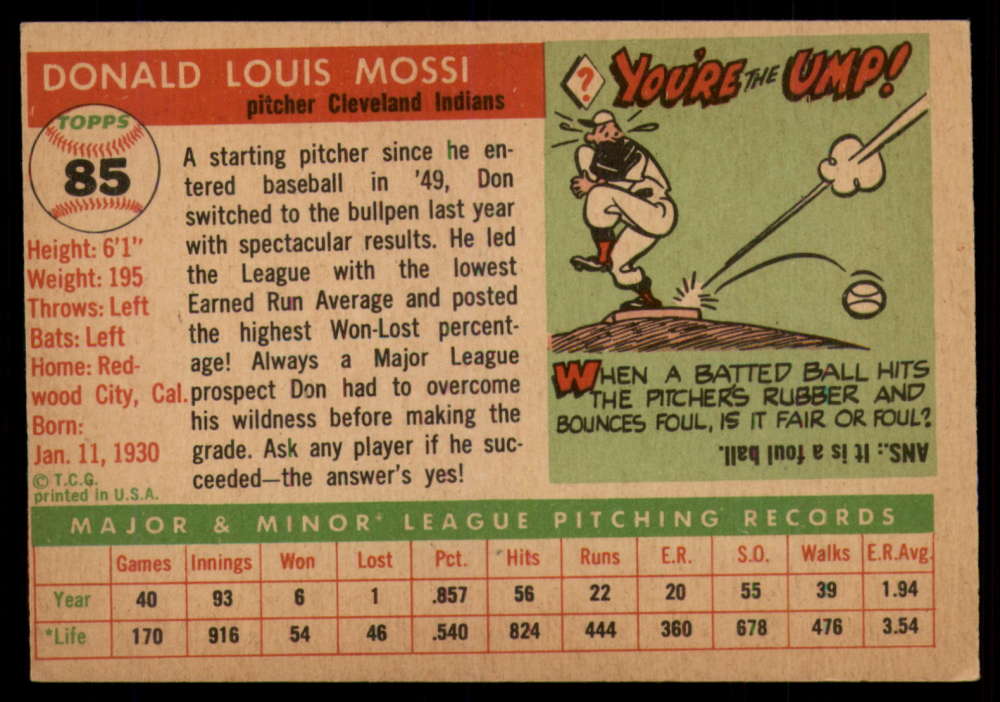 DONALD LOUIS MOSSI
pitcher Cleveland Indians
TOPPS
85
Height: 6'1"
Weight: 195
Throws: Left
Bats: Left
Home: Red-
wood City, Cal.
Born:
Jan. 11, 1930
© T.C.G.
printed in U.S.A.
A starting pitcher since he en-
tered baseball in '49, Don
switched to the bullpen last year
with spectacular results. He led
the League with the lowest
Earned Run Average and posted
the highest Won-Lost percent-
age! Always a Major League
prospect Don had to overcome
his wildness before making the
grade. Ask any player if he suc-
ceeded—the answer's yes!
? YOU'RE THE UMP!
WHEN A BATTED BALL HITS
THE PITCHER'S RUBBER AND
BOUNCES FOUL, IS IT FAIR OR FOUL?
ANS.: It is a foul ball.
MAJOR & MINOR* LEAGUE PITCHING RECORDS
Games Innings Won Lost Pct. Hits Runs E.R. S.O. Walks E.R.Avg.
Year 40 93 6 1 .857 56 22 20 55 39 1.94
*Life 170 916 54 46 .540 824 444 360 678 476 3.54